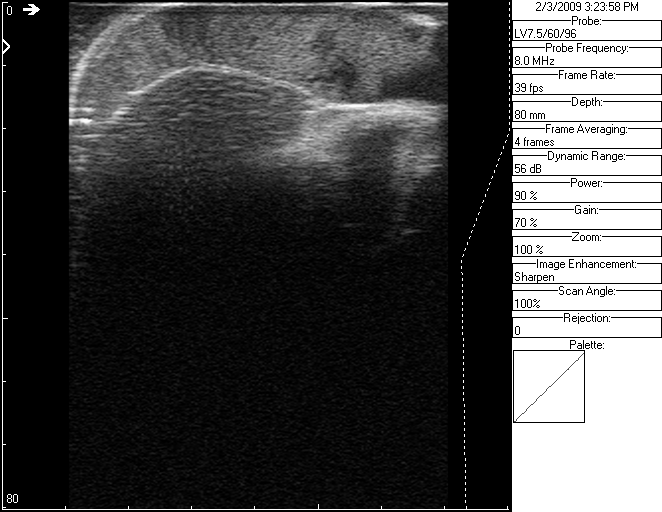 0
80
2/3/2009 3:23:58 PM
Probe:
LV7.5/60/96
Probe Frequency:
8.0 MHz
Frame Rate:
39 fps
Depth:
80 mm
Frame Averaging:
4 frames
Dynamic Range:
56 dB
Power:
90 %
Gain:
70 %
Zoom:
100 %
Image Enhancement:
Sharpen
Scan Angle:
100%
Rejection:
0
Palette: